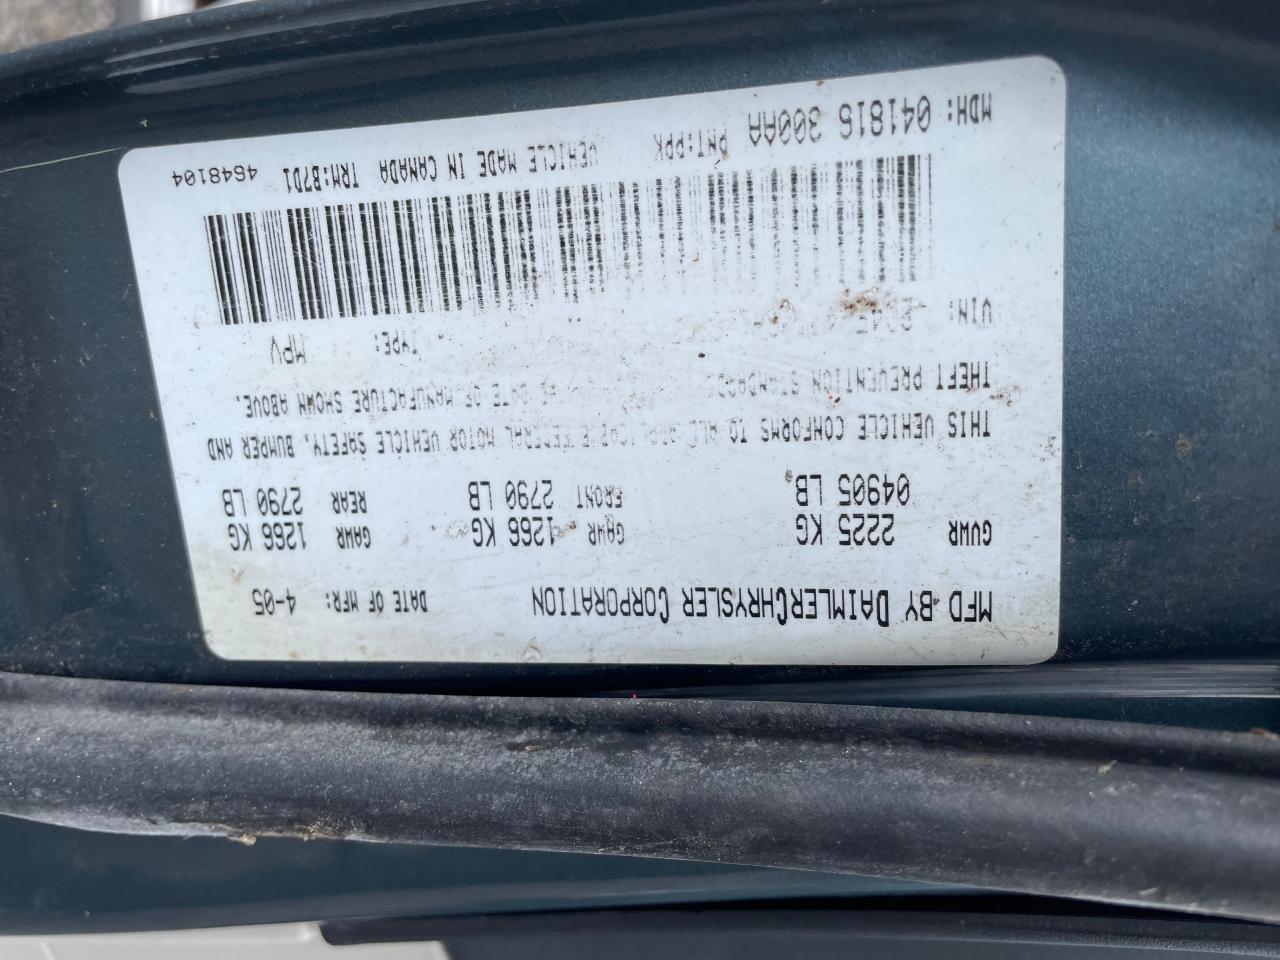 MFD BY DAIMLERCHRYSLER CORPORATION DATE OF MFR: 4-05
GVWR 2225 KG GAWR 1266 KG GAWR 1266 KG
04905 LB FRONT 2790 LB REAR 2790 LB
THIS VEHICLE CONFORMS TO ALL APPLICABLE FEDERAL MOTOR VEHICLE SAFETY, BUMPER AND
THEFT PREVENTION STANDARDS DATE OF MANUFACTURE SHOWN ABOVE.
VIN: TYPE: MPV
MDH: 041816 300AA PNT:PPK VEHICLE MADE IN CANADA TRM:B7D1 4648104